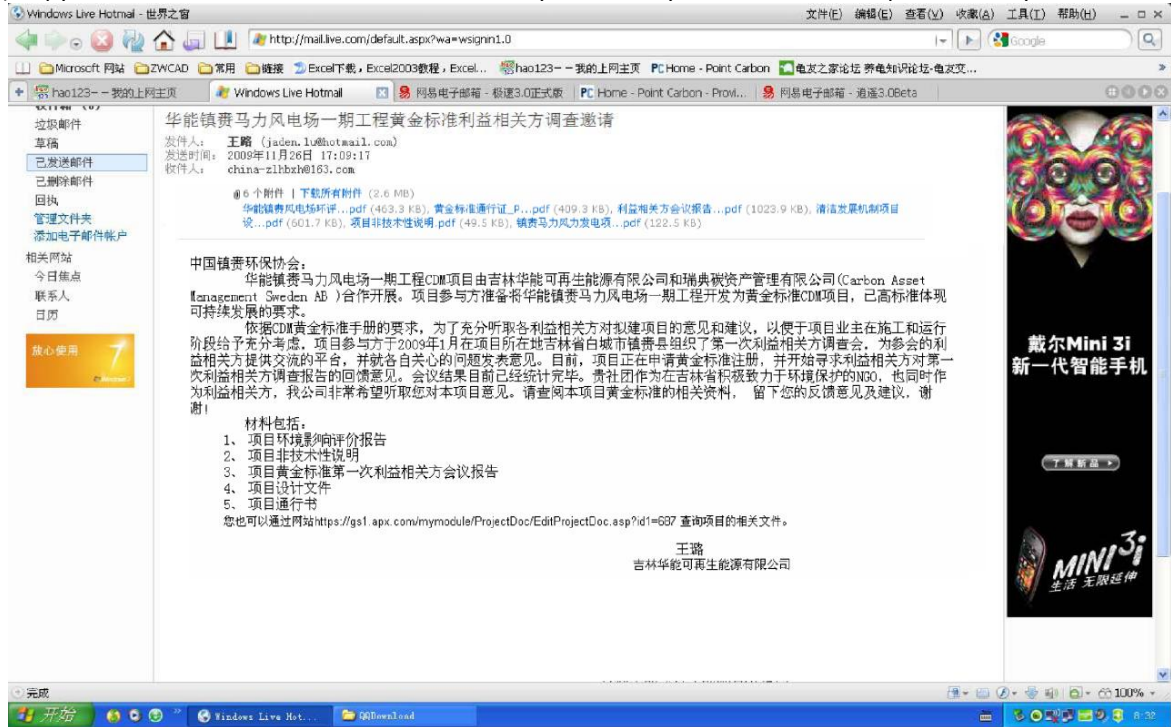 Windows Live Hotmail - 世界之窗
文件(F) 编辑(E) 查看(V) 收藏(A) 工具(T) 帮助(H)
http://mail.live.com/default.aspx?wa=wsignin1.0
Google
Microsoft 网站 ZWCAD 常用 链接 Excel下载，Excel2003教程，Excel... hao123--我的上网主页 PCHome - Point Carbon 龟友之家论坛 养龟知识论坛-龟友交...
hao123--我的上网主页 Windows Live Hotmail 网易电子邮箱 - 极速3.0正式版 PC Home - Point Carbon - Provi... 网易电子邮箱 - 逍遥3.0Beta
垃圾邮件
草稿
已发送邮件
已删除邮件
回执
管理文件夹
添加电子邮件帐户
相关网站
今日焦点
联系人
日历
放心使用 7
华能镇赉马力风电场一期工程黄金标准利益相关方调查邀请
发件人： 王璐 (jaden.lu@hotmail.com)
发送时间： 2009年11月26日 17:09:17
收件人： china-zlhbxh@163.com
6 个附件 | 下载所有附件 (2.6 MB)
华能镇赉风电场环评...pdf (463.3 KB), 黄金标准通行证_P...pdf (409.3 KB), 利益相关方会议报告...pdf (1023.9 KB), 清洁发展机制项目
设...pdf (601.7 KB), 项目非技术性说明.pdf (49.5 KB), 镇赉马力风力发电项...pdf (122.5 KB)
中国镇赉环保协会：
华能镇赉马力风电场一期工程CDM项目由吉林华能可再生能源有限公司和瑞典碳资产管理有限公司(Carbon Asset
Management Sweden AB )合作开展。项目参与方准备将华能镇赉马力风电场一期工程开发为黄金标准CDM项目，已高标准体现
可持续发展的要求。
依据CDM黄金标准手册的要求，为了充分听取各利益相关方对拟建项目的意见和建议，以便于项目业主在施工和运行
阶段给予充分考虑，项目参与方于2009年1月在项目所在地吉林省白城市镇赉县组织了第一次利益相关方调查会，为参会的利
益相关方提供交流的平台，并就各自关心的问题发表意见。目前，项目正在申请黄金标准注册，并开始寻求利益相关方对第一
次利益相关方调查报告的回馈意见。会议结果目前已经统计完毕。贵社团作为在吉林省积极致力于环境保护的NGO，也同时作
为利益相关方，我公司非常希望听取您对本项目意见。请查阅本项目黄金标准的相关资料， 留下您的反馈意见及建议，谢
谢！
材料包括：
1、 项目环境影响评价报告
2、 项目非技术性说明
3、 项目黄金标准第一次利益相关方会议报告
4、 项目设计文件
5、 项目通行书
您也可以通过网站https://gs1.apx.com/mymodule/ProjectDoc/EditProjectDoc.asp?id1=687 查询项目的相关文件。
王璐
吉林华能可再生能源有限公司
戴尔Mini 3i
新一代智能手机
了解新品
MINI 3i
生活 无限延伸
完成
100%
开始 Windows Live Hot... QQDownload 8:32